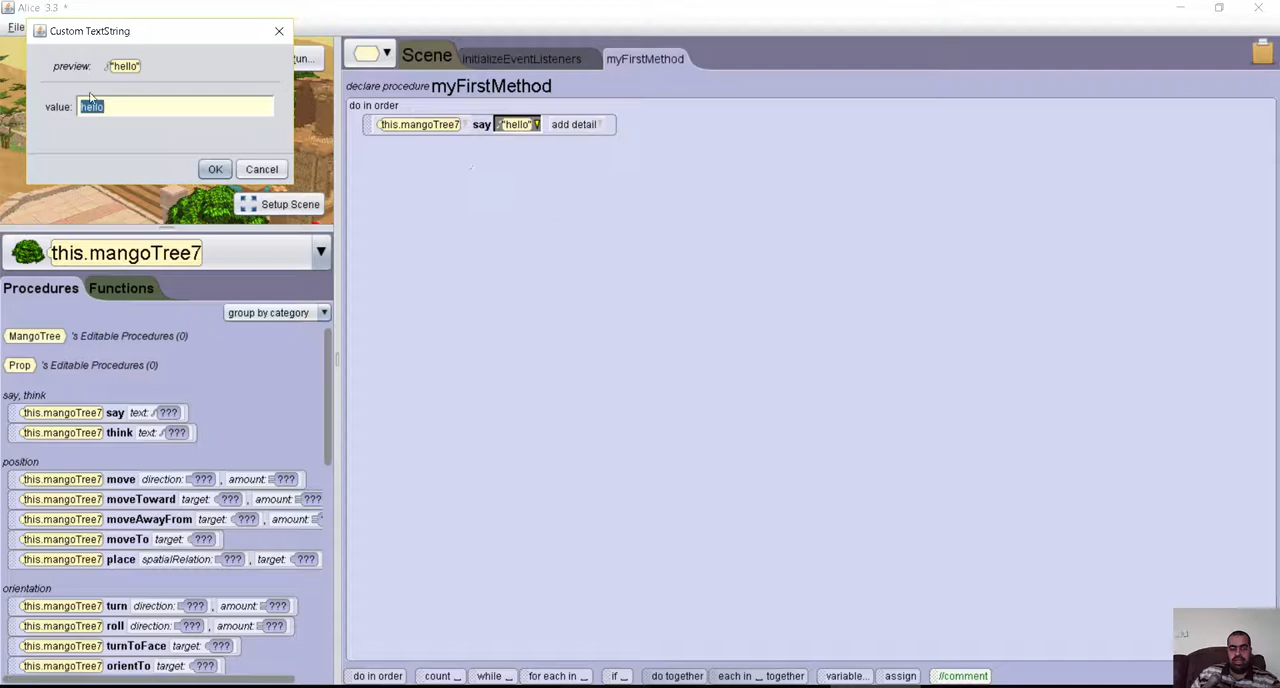 Alice 3.3 *
File
Custom TextString
preview: "hello"
value: hello
OK Cancel
un...
Setup Scene
Scene initializeEventListeners myFirstMethod
declare procedure myFirstMethod
do in order
this.mangoTree7 say "hello" add detail
this.mangoTree7
Procedures Functions
group by category
MangoTree 's Editable Procedures (0)
Prop 's Editable Procedures (0)
say, think
this.mangoTree7 say text: ???
this.mangoTree7 think text: ???
position
this.mangoTree7 move direction: ??? , amount: ???
this.mangoTree7 moveToward target: ??? , amount: ???
this.mangoTree7 moveAwayFrom target: ??? , amount:
this.mangoTree7 moveTo target: ???
this.mangoTree7 place spatialRelation: ??? , target: ???
orientation
this.mangoTree7 turn direction: ??? , amount: ???
this.mangoTree7 roll direction: ??? , amount: ???
this.mangoTree7 turnToFace target: ???
this.mangoTree7 orientTo target: ???
do in order count _ while _ for each in _ if _ do together each in _ together variable... assign //comment